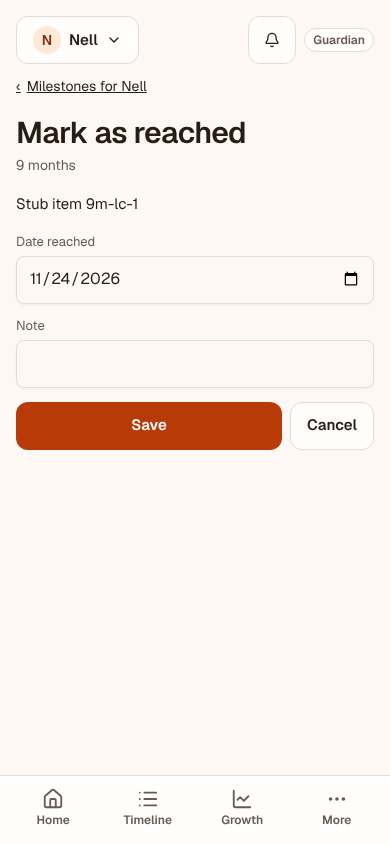 N Nell
Guardian
‹ Milestones for Nell
Mark as reached
9 months
Stub item 9m-lc-1
Date reached
11/24/2026
Note
Save Cancel
Home Timeline Growth More